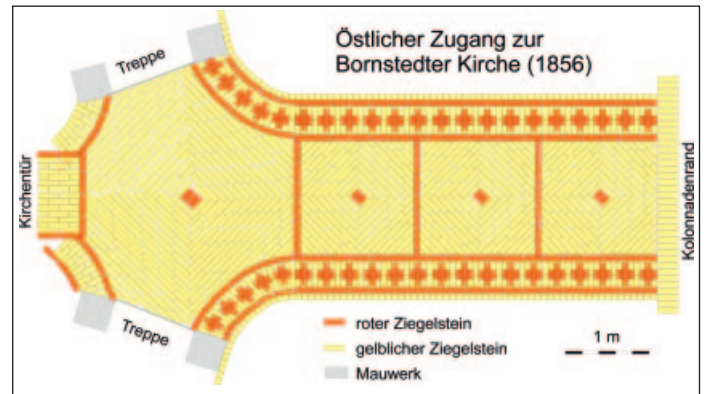 Östlicher Zugang zur
Bornstedter Kirche (1856)
Treppe
Kirchentür
Kolonnadenrand
Treppe
roter Ziegelstein
gelblicher Ziegelstein
Mauwerk
1 m